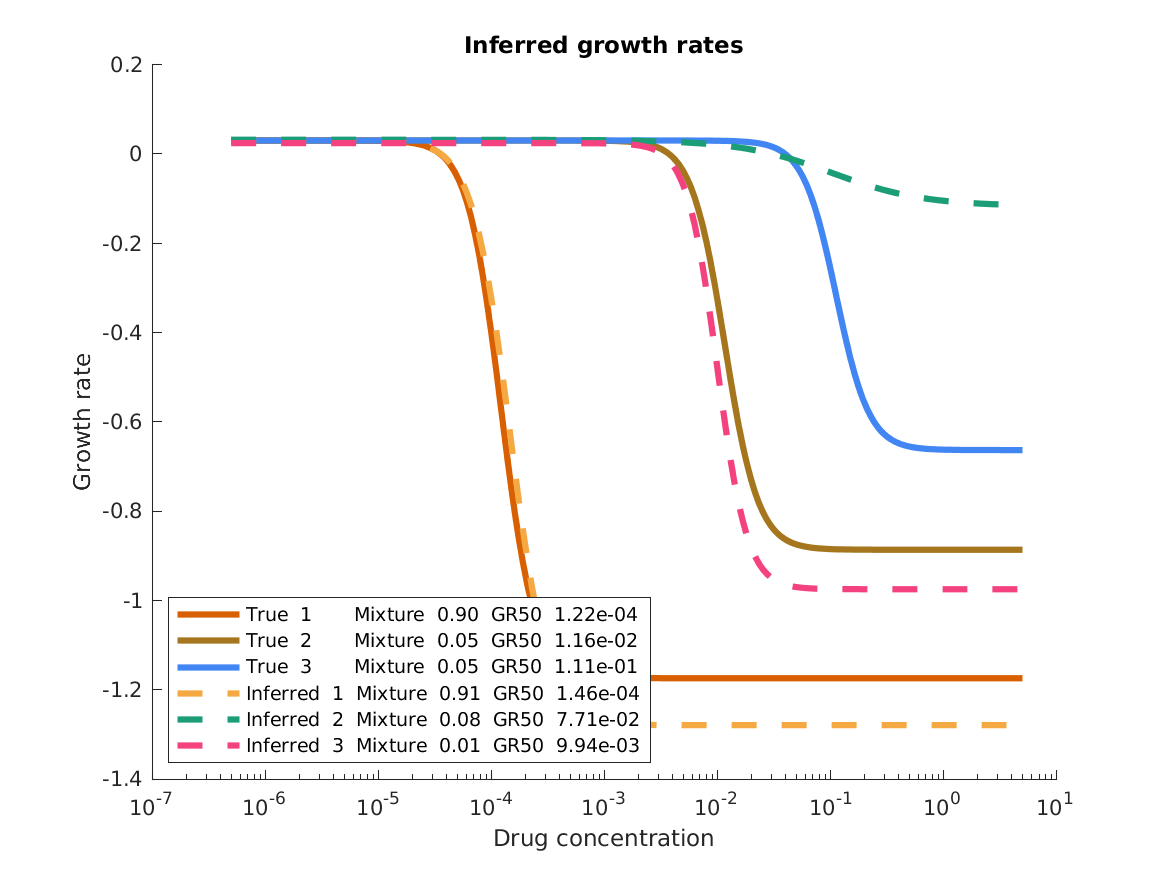 Inferred growth rates
0.2
0
-0.2
-0.4
-0.6
-0.8
-1
-1.2
-1.4
Growth rate
True 1 Mixture 0.90 GR50 1.22e-04
True 2 Mixture 0.05 GR50 1.16e-02
True 3 Mixture 0.05 GR50 1.11e-01
Inferred 1 Mixture 0.91 GR50 1.46e-04
Inferred 2 Mixture 0.08 GR50 7.71e-02
Inferred 3 Mixture 0.01 GR50 9.94e-03
10^-7 10^-6 10^-5 10^-4 10^-3 10^-2 10^-1 10^0 10^1
Drug concentration